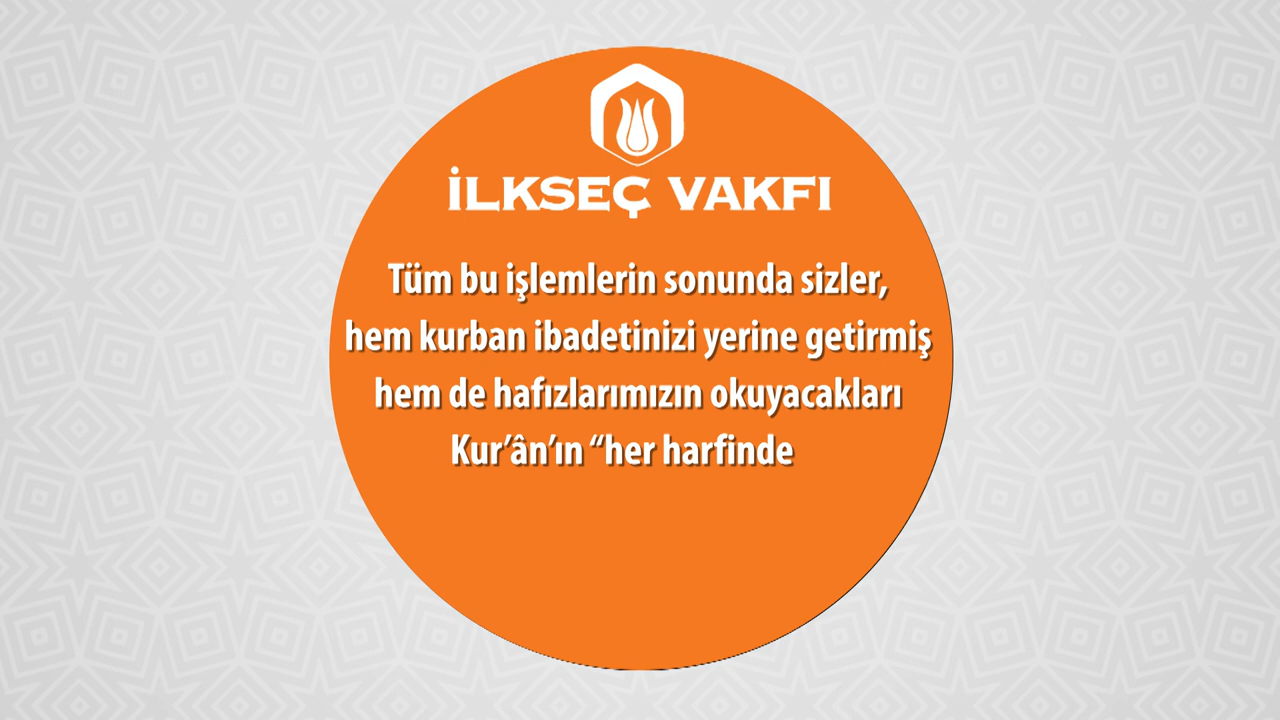 İLKSEÇ VAKFI
Tüm bu işlemlerin sonunda sizler,
hem kurban ibadetinizi yerine getirmiş
hem de hafızlarımızın okuyacakları
Kur’ân’ın “her harfinde